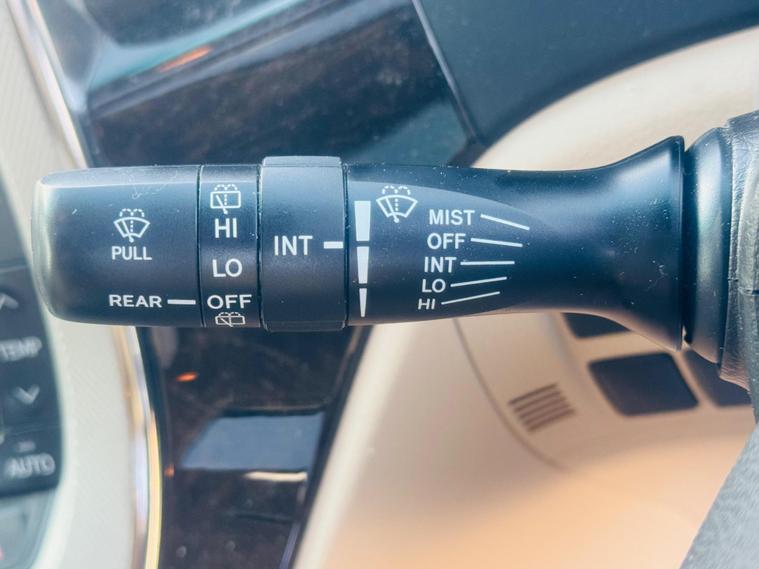 PULL
REAR
HI
LO
OFF
INT
MIST
OFF
INT
LO
HI
TEMP
AUTO